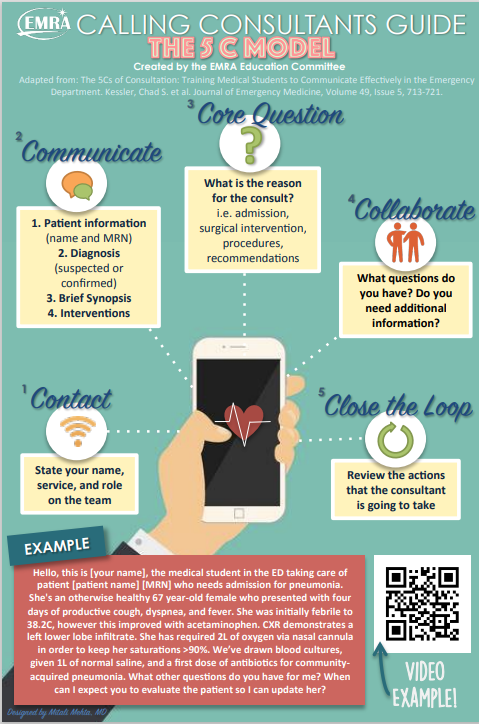 EMRA
CALLING CONSULTANTS GUIDE
THE 5 C MODEL
Created by the EMRA Education Committee
Adapted from: The 5Cs of Consultation: Training Medical Students to Communicate Effectively in the Emergency
Department. Kessler, Chad S. et al. Journal of Emergency Medicine, Volume 49, Issue 5, 713-721.
1 Contact
State your name,
service, and role
on the team
2 Communicate
1. Patient information
(name and MRN)
2. Diagnosis
(suspected or
confirmed)
3. Brief Synopsis
4. Interventions
3 Core Question
?
What is the reason
for the consult?
i.e. admission,
surgical intervention,
procedures,
recommendations
4 Collaborate
What questions do
you have? Do you
need additional
information?
5 Close the Loop
Review the actions
that the consultant
is going to take
EXAMPLE
Hello, this is [your name], the medical student in the ED taking care of
patient [patient name] [MRN] who needs admission for pneumonia.
She's an otherwise healthy 67 year-old female who presented with four
days of productive cough, dyspnea, and fever. She was initially febrile to
38.2C, however this improved with acetaminophen. CXR demonstrates a
left lower lobe infiltrate. She has required 2L of oxygen via nasal cannula
in order to keep her saturations >90%. We've drawn blood cultures,
given 1L of normal saline, and a first dose of antibiotics for community-
acquired pneumonia. What other questions do you have for me? When
can I expect you to evaluate the patient so I can update her?
VIDEO
EXAMPLE!
Designed by Mitali Mehta, MD